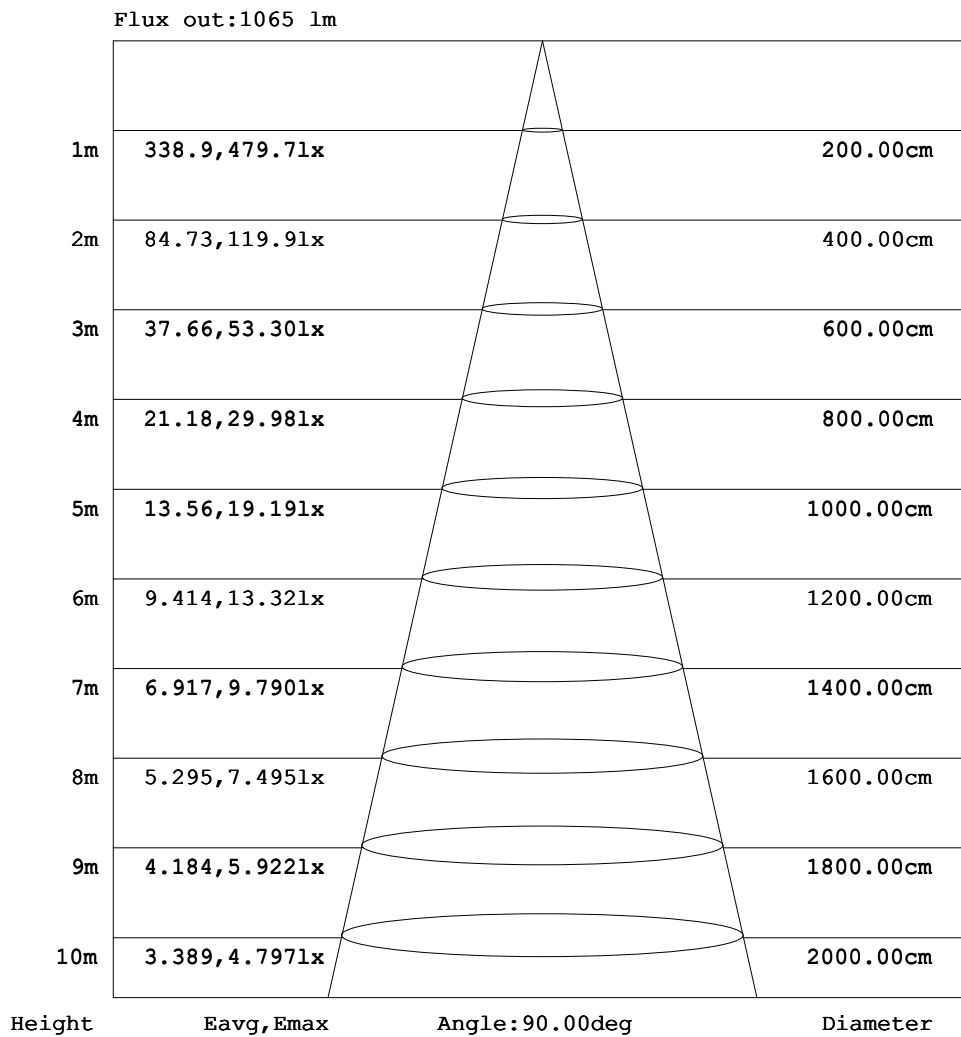 Flux out:1065 lm
1m 338.9,479.7lx 200.00cm
2m 84.73,119.9lx 400.00cm
3m 37.66,53.30lx 600.00cm
4m 21.18,29.98lx 800.00cm
5m 13.56,19.19lx 1000.00cm
6m 9.414,13.32lx 1200.00cm
7m 6.917,9.790lx 1400.00cm
8m 5.295,7.495lx 1600.00cm
9m 4.184,5.922lx 1800.00cm
10m 3.389,4.797lx 2000.00cm
Height Eavg,Emax Angle:90.00deg Diameter